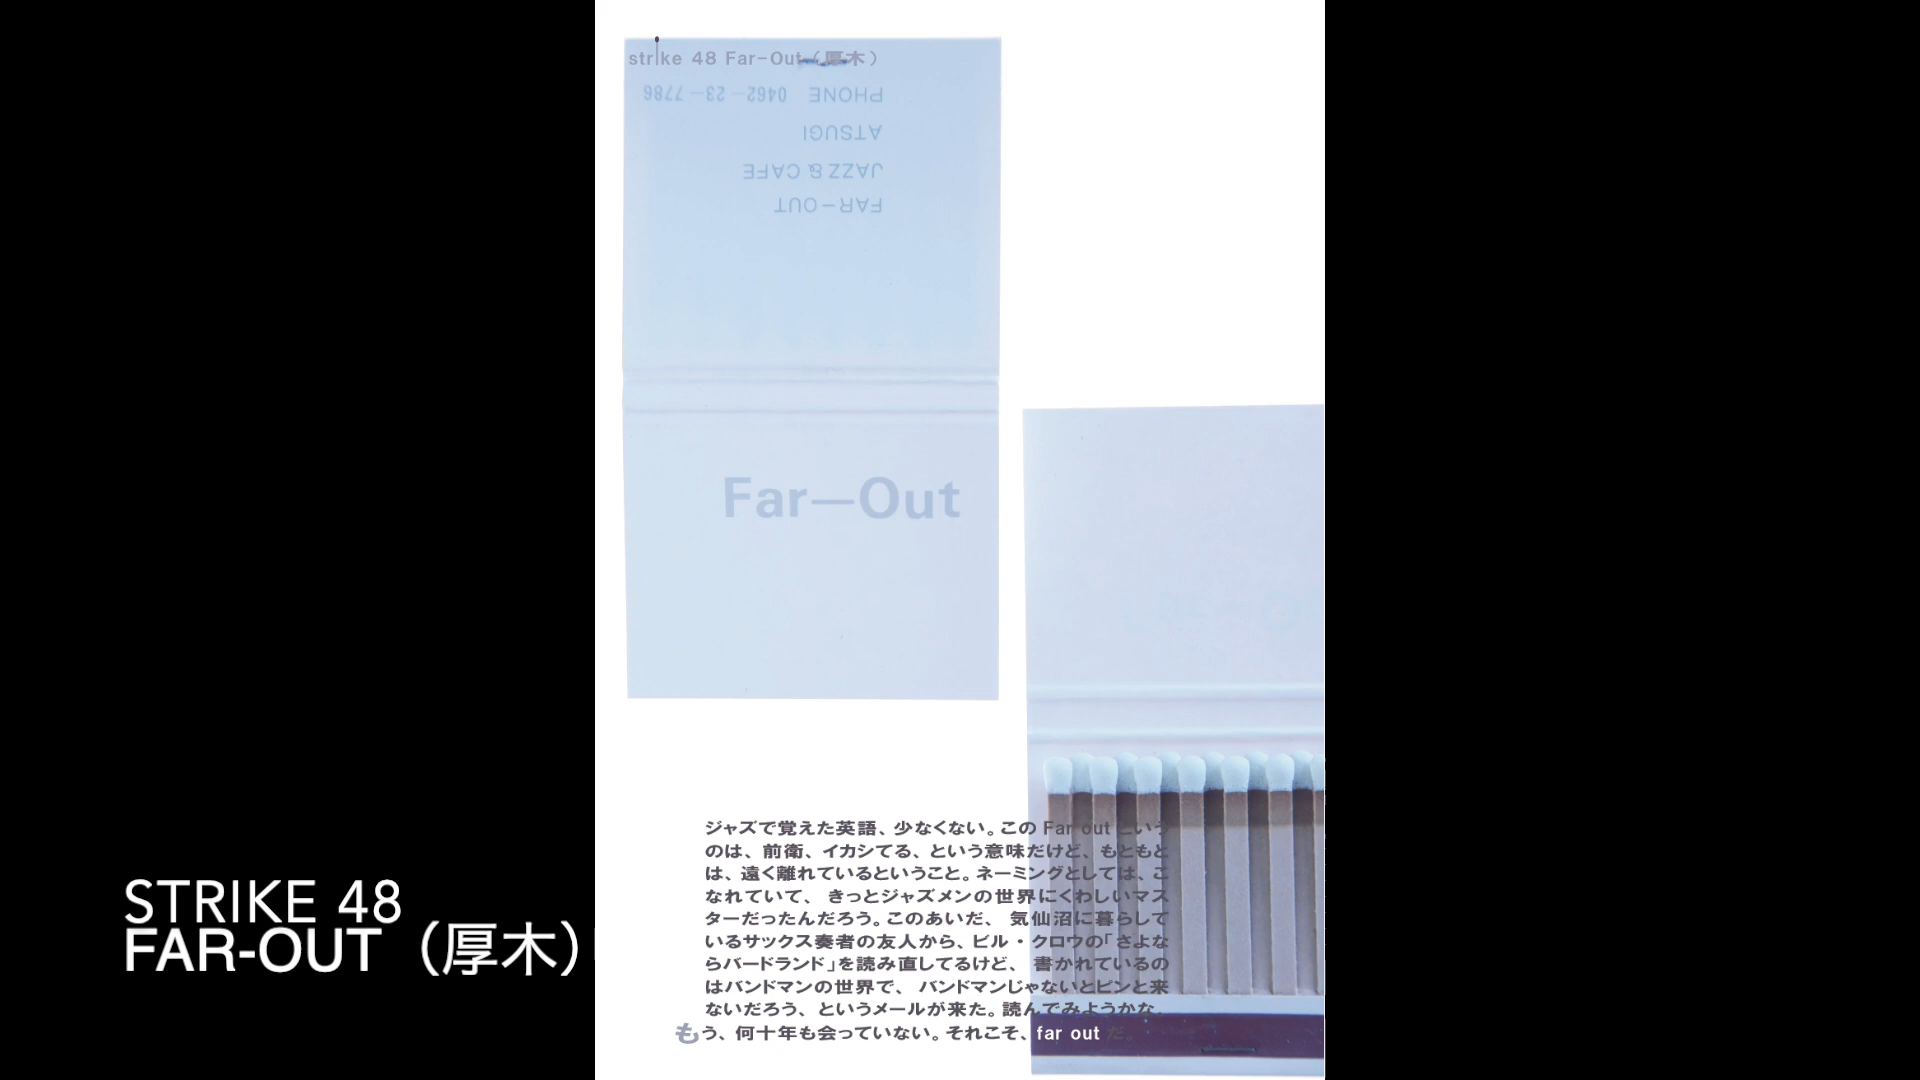 strike 48 Far-Out（厚木）
PHONE 0462-23-7786
ATSUGI
JAZZ & CAFE
FAR-OUT
Far—Out
ジャズで覚えた英語、少なくない。この Far out という
のは、前衛、イカシてる、という意味だけど、もともと
は、遠く離れているということ。ネーミングとしては、こ
なれていて、きっとジャズメンの世界にくわしいマス
ターだったんだろう。このあいだ、気仙沼に暮らして
いるサックス奏者の友人から、ビル・クロウの「さよな
らバードランド」を読み直してるけど、書かれているの
はバンドマンの世界で、バンドマンじゃないとピンと来
ないだろう、というメールが来た。読んでみようかな。
もう、何十年も会っていない。それこそ、far out だ。
STRIKE 48
FAR-OUT（厚木）